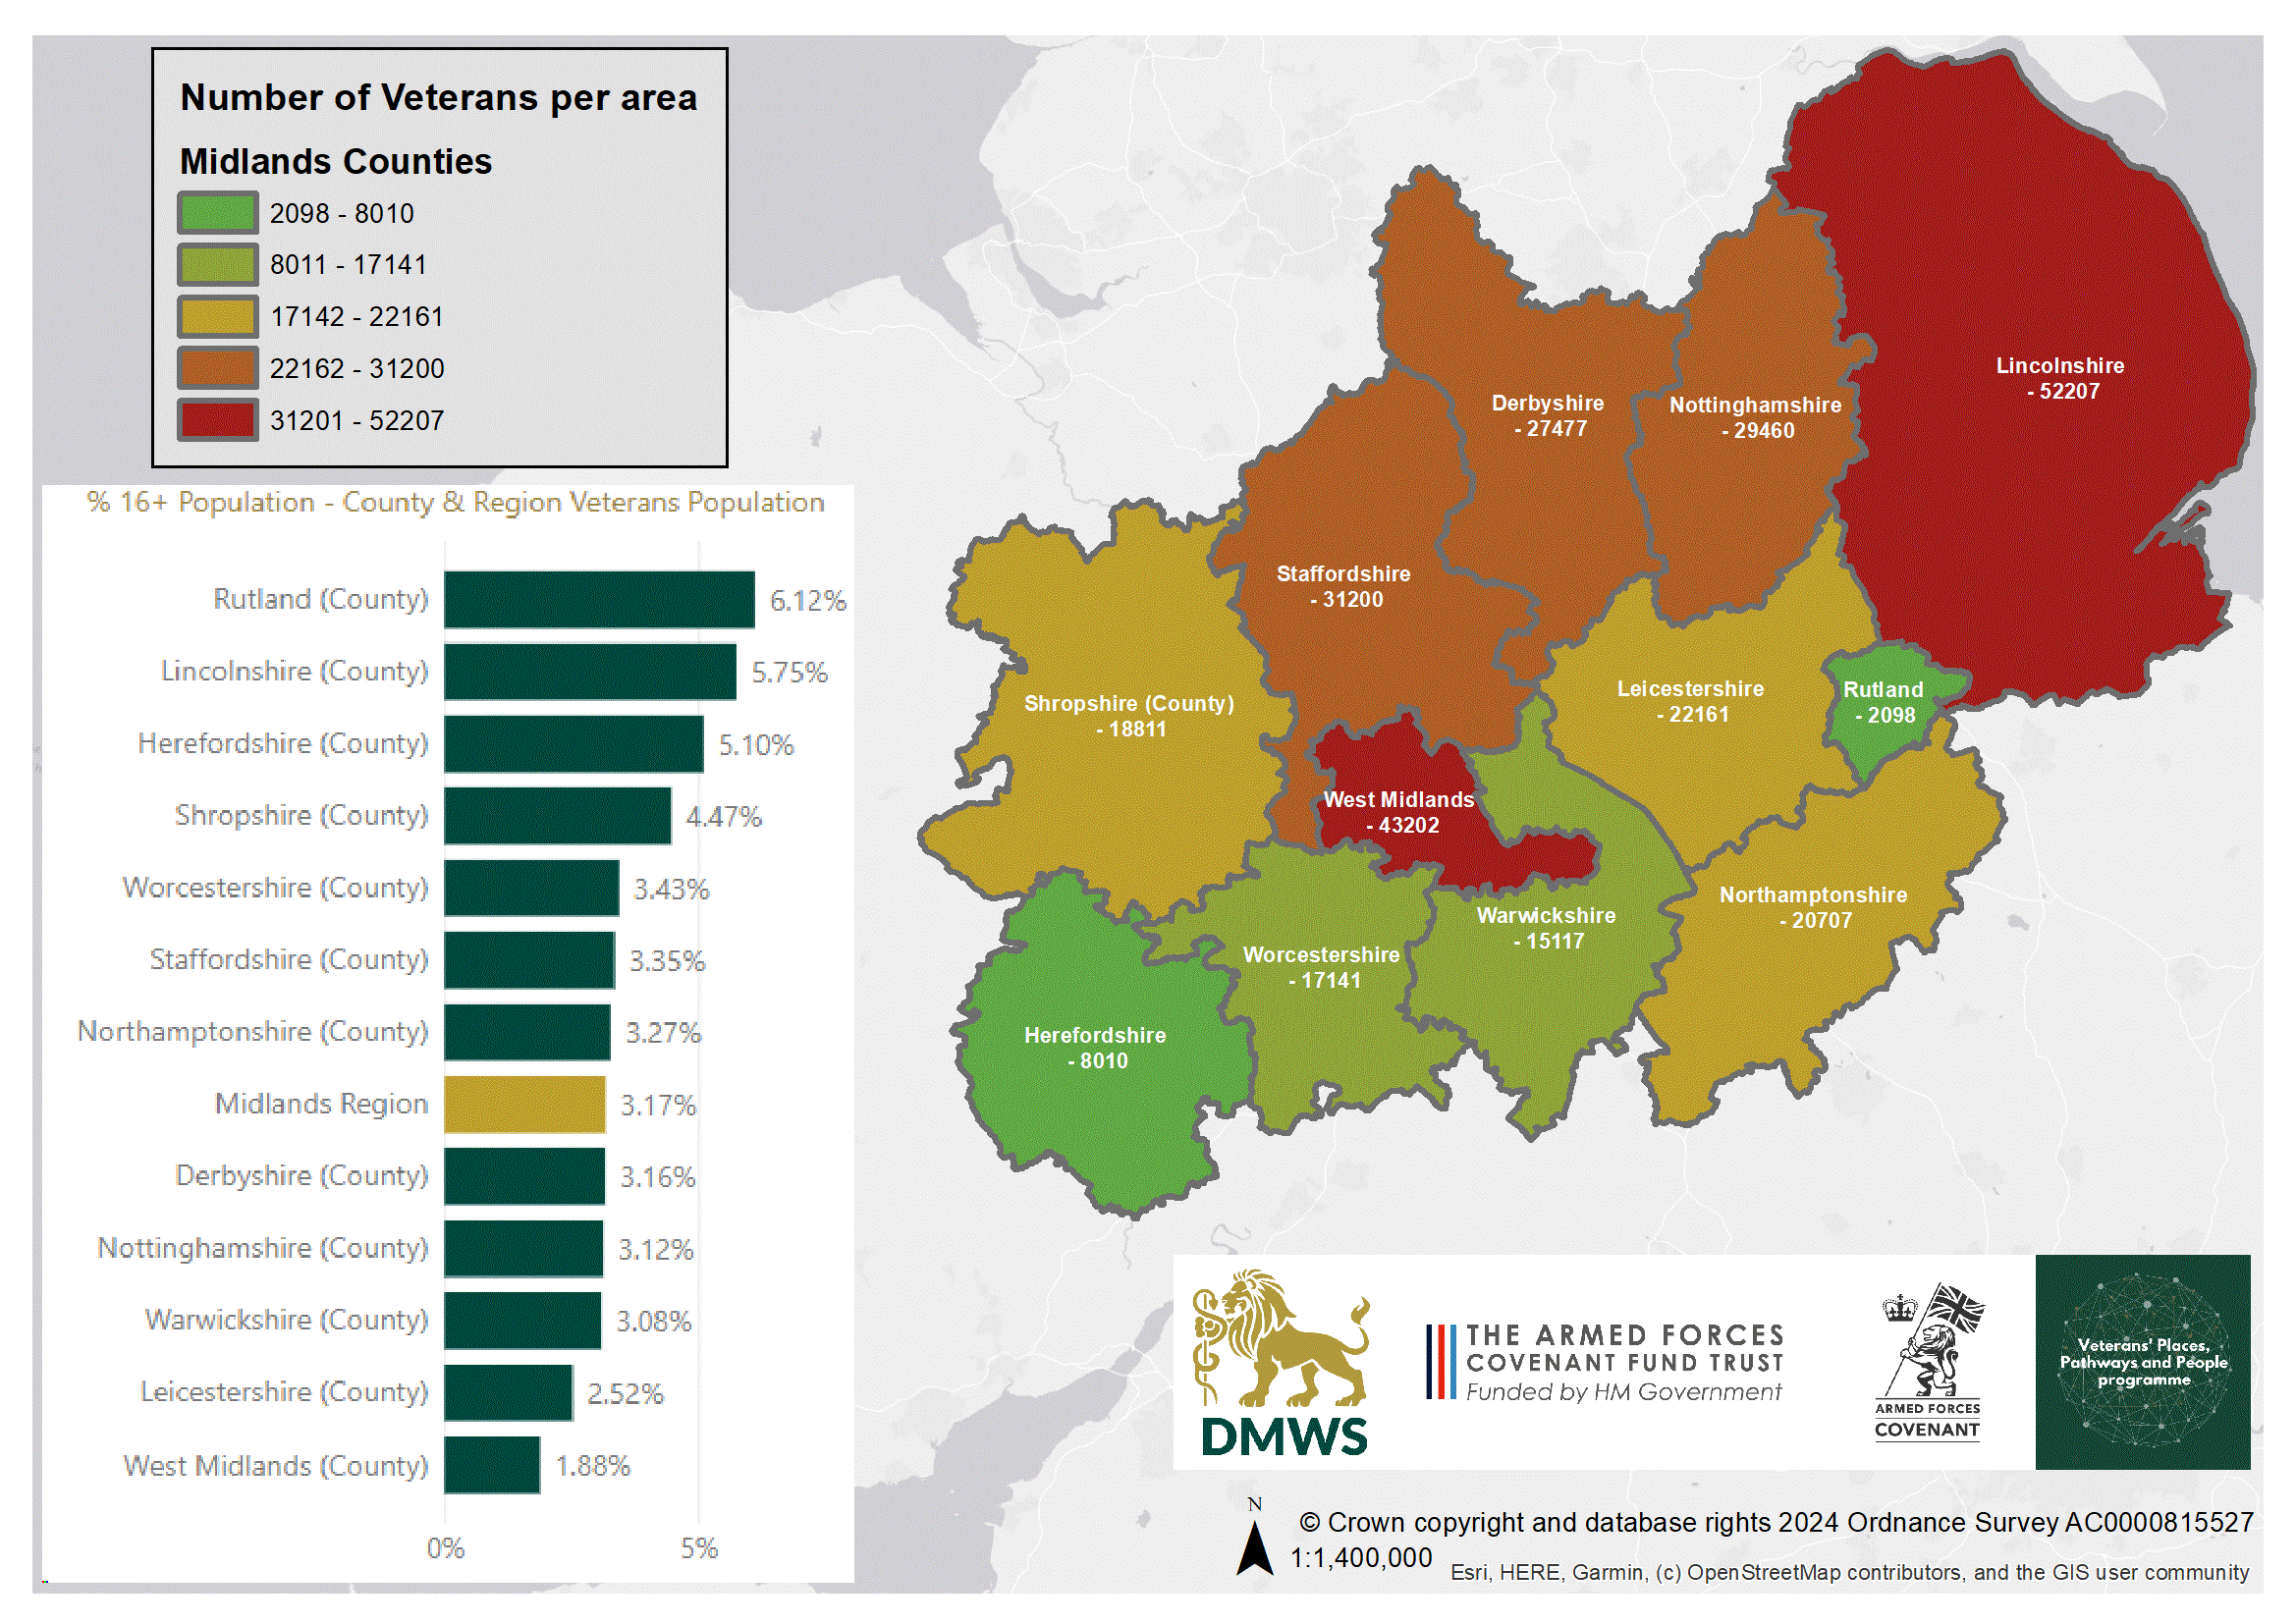 Number of Veterans per area
Midlands Counties
2098 - 8010
8011 - 17141
17142 - 22161
22162 - 31200
31201 - 52207
% 16+ Population - County & Region Veterans Population
Rutland (County) 6.12%
Lincolnshire (County) 5.75%
Herefordshire (County) 5.10%
Shropshire (County) 4.47%
Worcestershire (County) 3.43%
Staffordshire (County) 3.35%
Northamptonshire (County) 3.27%
Midlands Region 3.17%
Derbyshire (County) 3.16%
Nottinghamshire (County) 3.12%
Warwickshire (County) 3.08%
Leicestershire (County) 2.52%
West Midlands (County) 1.88%
0% 5%
Lincolnshire
- 52207
Derbyshire
- 27477
Nottinghamshire
- 29460
Staffordshire
- 31200
Shropshire (County)
- 18811
Leicestershire
- 22161
Rutland
- 2098
West Midlands
- 43202
Northamptonshire
- 20707
Warwickshire
- 15117
Worcestershire
- 17141
Herefordshire
- 8010
DMWS
THE ARMED FORCES
COVENANT FUND TRUST
Funded by HM Government
ARMED FORCES
COVENANT
Veterans' Places,
Pathways and People
programme
N
© Crown copyright and database rights 2024 Ordnance Survey AC0000815527
1:1,400,000
Esri, HERE, Garmin, (c) OpenStreetMap contributors, and the GIS user community